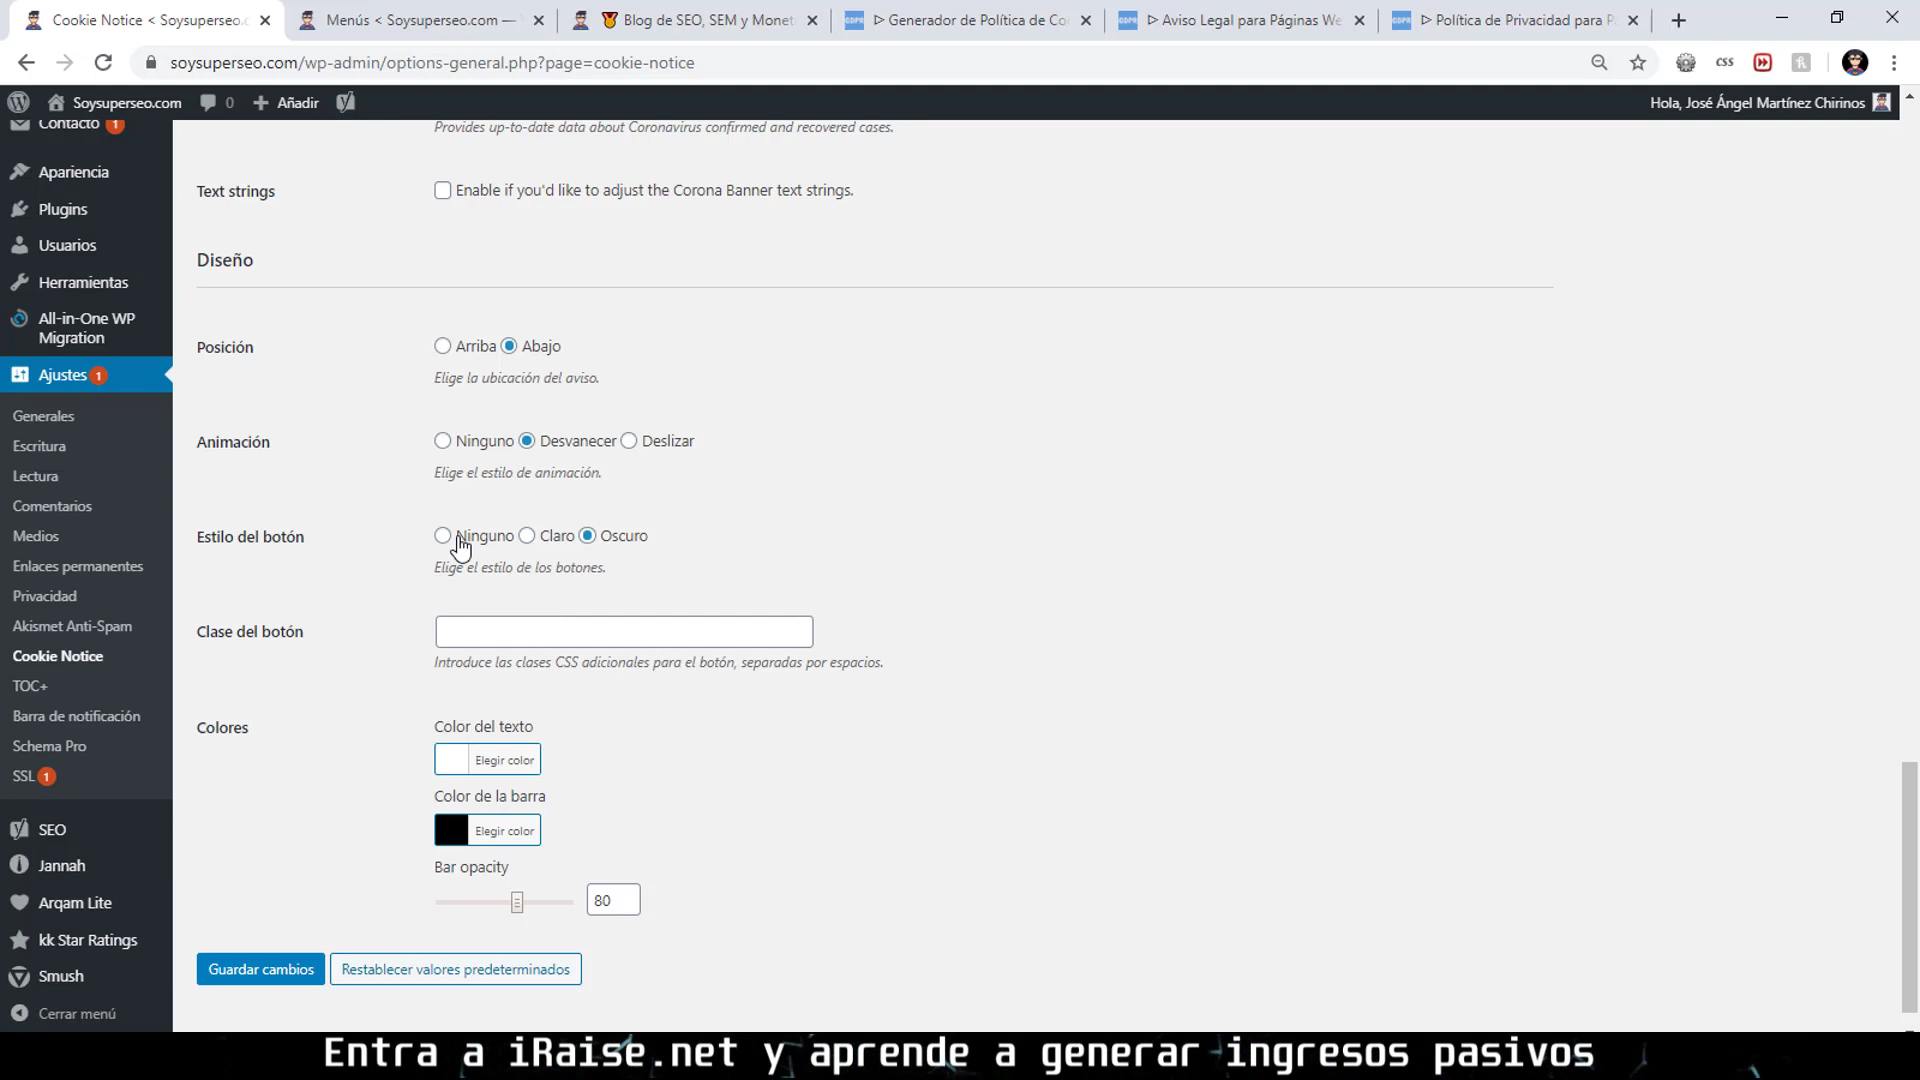 Cookie Notice < Soysuperseo.c
Menús < Soysuperseo.com —
Blog de SEO, SEM y Monet
▷ Generador de Política de Co
▷ Aviso Legal para Páginas We
▷ Política de Privacidad para P
soysuperseo.com/wp-admin/options-general.php?page=cookie-notice
CSS
Soysuperseo.com
0
Añadir
Hola, José Ángel Martínez Chirinos
Contacto 1
Apariencia
Plugins
Usuarios
Herramientas
All-in-One WP
Migration
Ajustes 1
Generales
Escritura
Lectura
Comentarios
Medios
Enlaces permanentes
Privacidad
Akismet Anti-Spam
Cookie Notice
TOC+
Barra de notificación
Schema Pro
SSL 1
SEO
Jannah
Arqam Lite
kk Star Ratings
Smush
Cerrar menú
Provides up-to-date data about Coronavirus confirmed and recovered cases.
Text strings
Enable if you'd like to adjust the Corona Banner text strings.
Diseño
Posición
Arriba Abajo
Elige la ubicación del aviso.
Animación
Ninguno Desvanecer Deslizar
Elige el estilo de animación.
Estilo del botón
Ninguno Claro Oscuro
Elige el estilo de los botones.
Clase del botón
Introduce las clases CSS adicionales para el botón, separadas por espacios.
Colores
Color del texto
Elegir color
Color de la barra
Elegir color
Bar opacity
80
Guardar cambios
Restablecer valores predeterminados
Entra a iRaise.net y aprende a generar ingresos pasivos